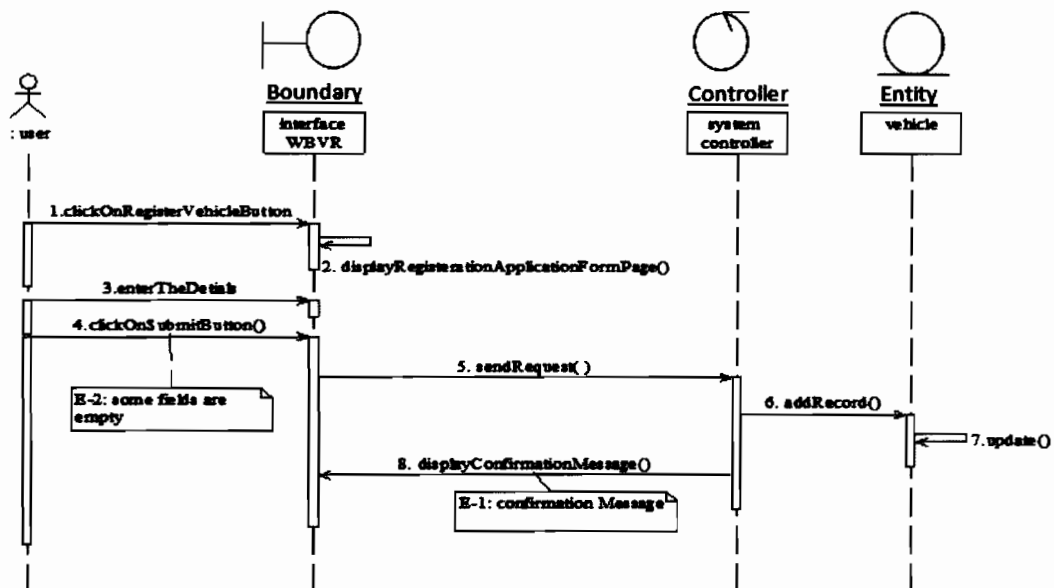 Boundary
Controller
Entity
: user
interface
WBVR
system
controller
vehicle
1.clickOnRegisterVehicleButton
2. displayRegisterationApplicationFormPage()
3.enterTheDetials
4.clickOnSubmitButton()
5. sendRequest( )
E-2: some fields are
empty
6. addRecord()
7.update()
8. displayConfirmationMessage()
E-1: confirmation Message